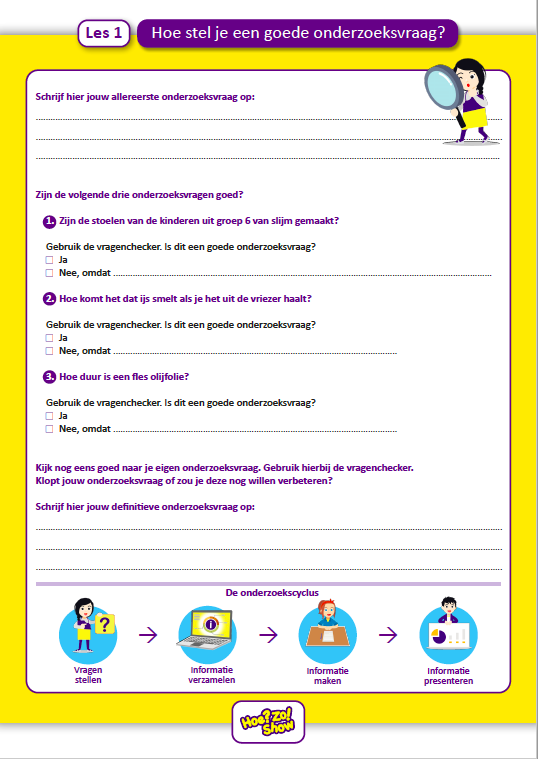 Les 1
Hoe stel je een goede onderzoeksvraag?
Schrijf hier jouw allereerste onderzoeksvraag op:
Zijn de volgende drie onderzoeksvragen goed?
1. Zijn de stoelen van de kinderen uit groep 6 van slijm gemaakt?
Gebruik de vragenchecker. Is dit een goede onderzoeksvraag?
Ja
Nee, omdat
2. Hoe komt het dat ijs smelt als je het uit de vriezer haalt?
Gebruik de vragenchecker. Is dit een goede onderzoeksvraag?
Ja
Nee, omdat
3. Hoe duur is een fles olijfolie?
Gebruik de vragenchecker. Is dit een goede onderzoeksvraag?
Ja
Nee, omdat
Kijk nog eens goed naar je eigen onderzoeksvraag. Gebruik hierbij de vragenchecker.
Klopt jouw onderzoeksvraag of zou je deze nog willen verbeteren?
Schrijf hier jouw definitieve onderzoeksvraag op:
De onderzoekscyclus
?
i
Vragen
stellen
Informatie
verzamelen
Informatie
maken
Informatie
presenteren
Hoe?Zo!
Show